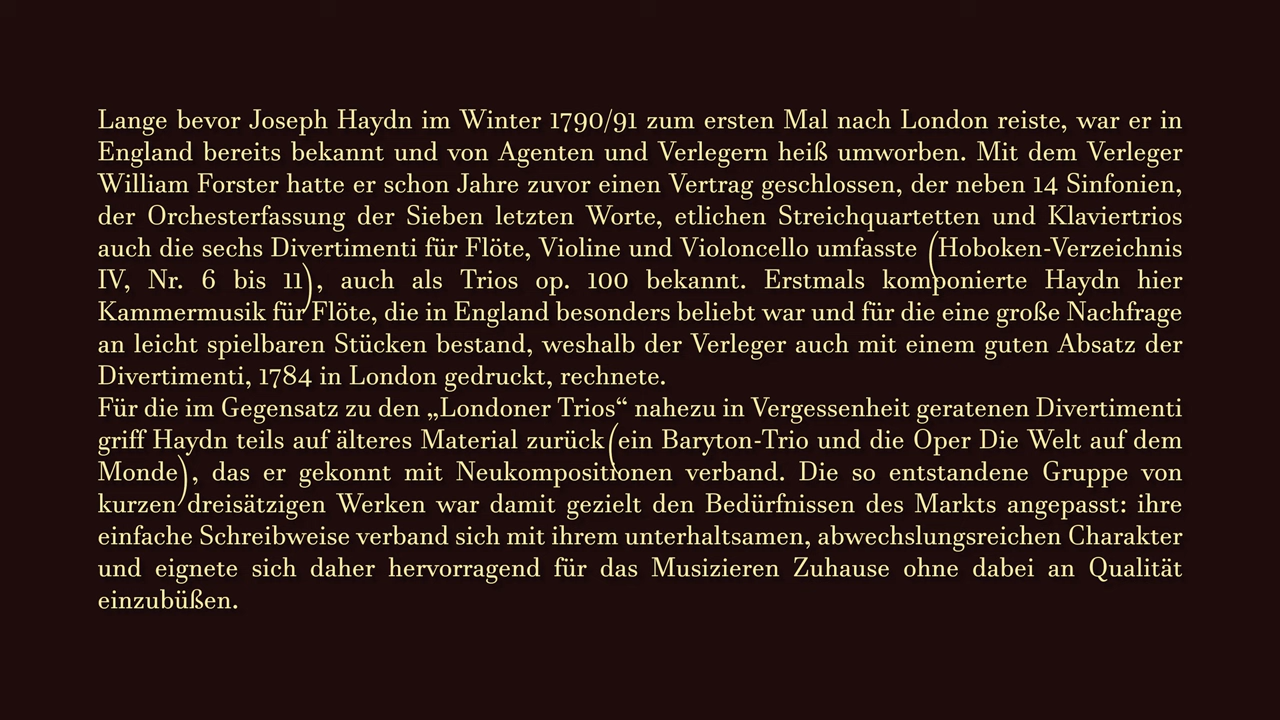 Lange bevor Joseph Haydn im Winter 1790/91 zum ersten Mal nach London reiste, war er in
England bereits bekannt und von Agenten und Verlegern heiß umworben. Mit dem Verleger
William Forster hatte er schon Jahre zuvor einen Vertrag geschlossen, der neben 14 Sinfonien,
der Orchesterfassung der Sieben letzten Worte, etlichen Streichquartetten und Klaviertrios
auch die sechs Divertimenti für Flöte, Violine und Violoncello umfasste (Hoboken-Verzeichnis
IV, Nr. 6 bis 11), auch als Trios op. 100 bekannt. Erstmals komponierte Haydn hier
Kammermusik für Flöte, die in England besonders beliebt war und für die eine große Nachfrage
an leicht spielbaren Stücken bestand, weshalb der Verleger auch mit einem guten Absatz der
Divertimenti, 1784 in London gedruckt, rechnete.
Für die im Gegensatz zu den „Londoner Trios“ nahezu in Vergessenheit geratenen Divertimenti
griff Haydn teils auf älteres Material zurück (ein Baryton-Trio und die Oper Die Welt auf dem
Monde), das er gekonnt mit Neukompositionen verband. Die so entstandene Gruppe von
kurzen dreisätzigen Werken war damit gezielt den Bedürfnissen des Markts angepasst: ihre
einfache Schreibweise verband sich mit ihrem unterhaltsamen, abwechslungsreichen Charakter
und eignete sich daher hervorragend für das Musizieren Zuhause ohne dabei an Qualität
einzubüßen.